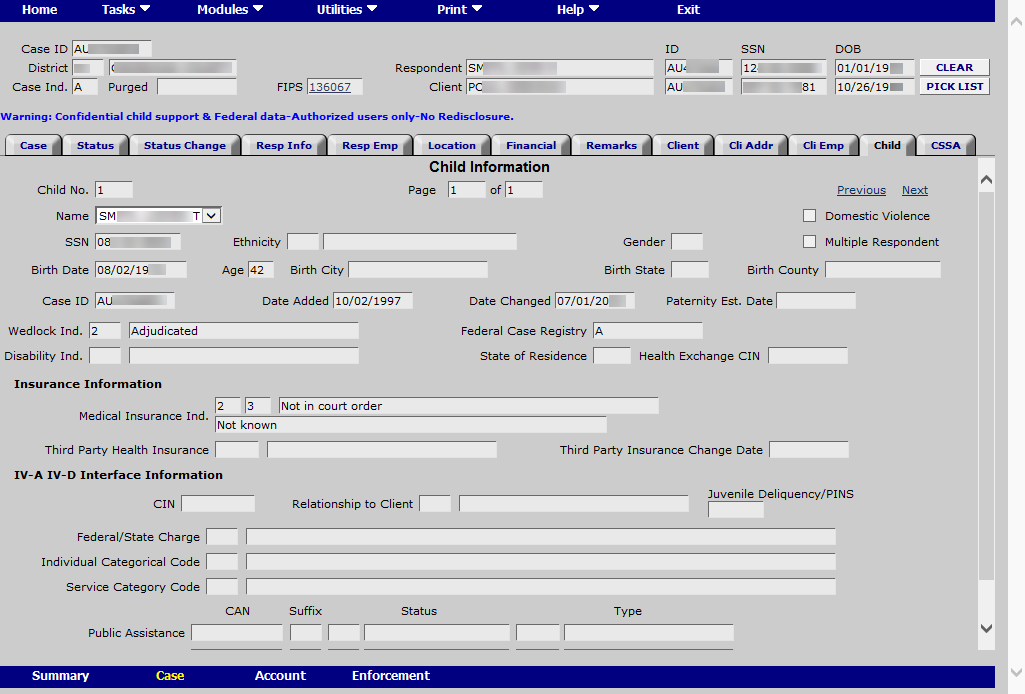 Home Tasks Modules Utilities Print Help Exit
Case ID AU ID SSN DOB
District Respondent SM AU4 12 01/01/19 CLEAR
Case Ind. A Purged FIPS 136067 Client PO AU 81 10/26/19 PICK LIST
Warning: Confidential child support & Federal data-Authorized users only-No Redisclosure.
Case Status Status Change Resp Info Resp Emp Location Financial Remarks Client Cli Addr Cli Emp Child CSSA
Child Information
Child No. 1 Page 1 of 1 Previous Next
Name SM T Domestic Violence
SSN 08 Ethnicity Gender Multiple Respondent
Birth Date 08/02/19 Age 42 Birth City Birth State Birth County
Case ID AU Date Added 10/02/1997 Date Changed 07/01/20 Paternity Est. Date
Wedlock Ind. 2 Adjudicated Federal Case Registry A
Disability Ind. State of Residence Health Exchange CIN
Insurance Information
Medical Insurance Ind. 2 3 Not in court order
Not known
Third Party Health Insurance Third Party Insurance Change Date
IV-A IV-D Interface Information
CIN Relationship to Client Juvenile Deliquency/PINS
Federal/State Charge
Individual Categorical Code
Service Category Code
CAN Suffix Status Type
Public Assistance
Summary Case Account Enforcement